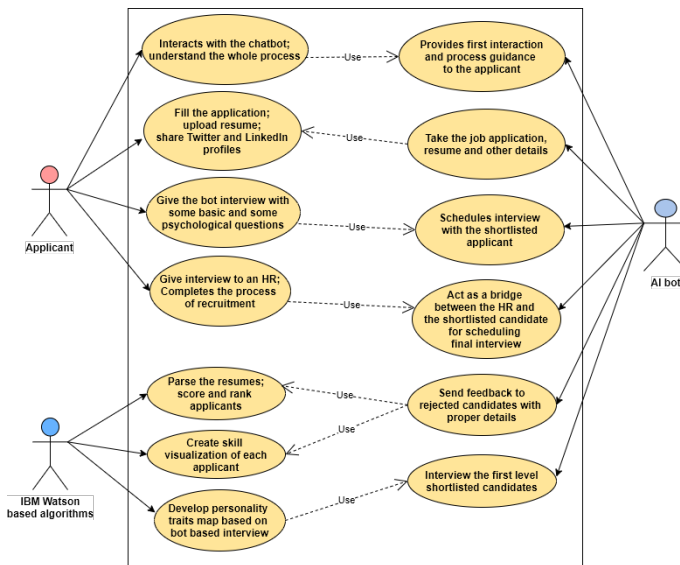 Interacts with the chatbot;
understand the whole process
Use
Provides first interaction
and process guidance
to the applicant
Fill the application;
upload resume;
share Twitter and LinkedIn
profiles
Use
Take the job application,
resume and other details
Applicant
Give the bot interview with
some basic and some
psychological questions
Use
Schedules interview
with the shortlisted
applicant
AI bot
Give interview to an HR;
Completes the process
of recruitment
Use
Act as a bridge
between the HR and
the shortlisted candidate
for scheduling
final interview
Parse the resumes;
score and rank
applicants
Use
Send feedback to
rejected candidates with
proper details
IBM Watson
based algorithms
Create skill
visualization of each
applicant
Use
Interview the first level
shortlisted candidates
Develop personality
traits map based on
bot based interview
Use